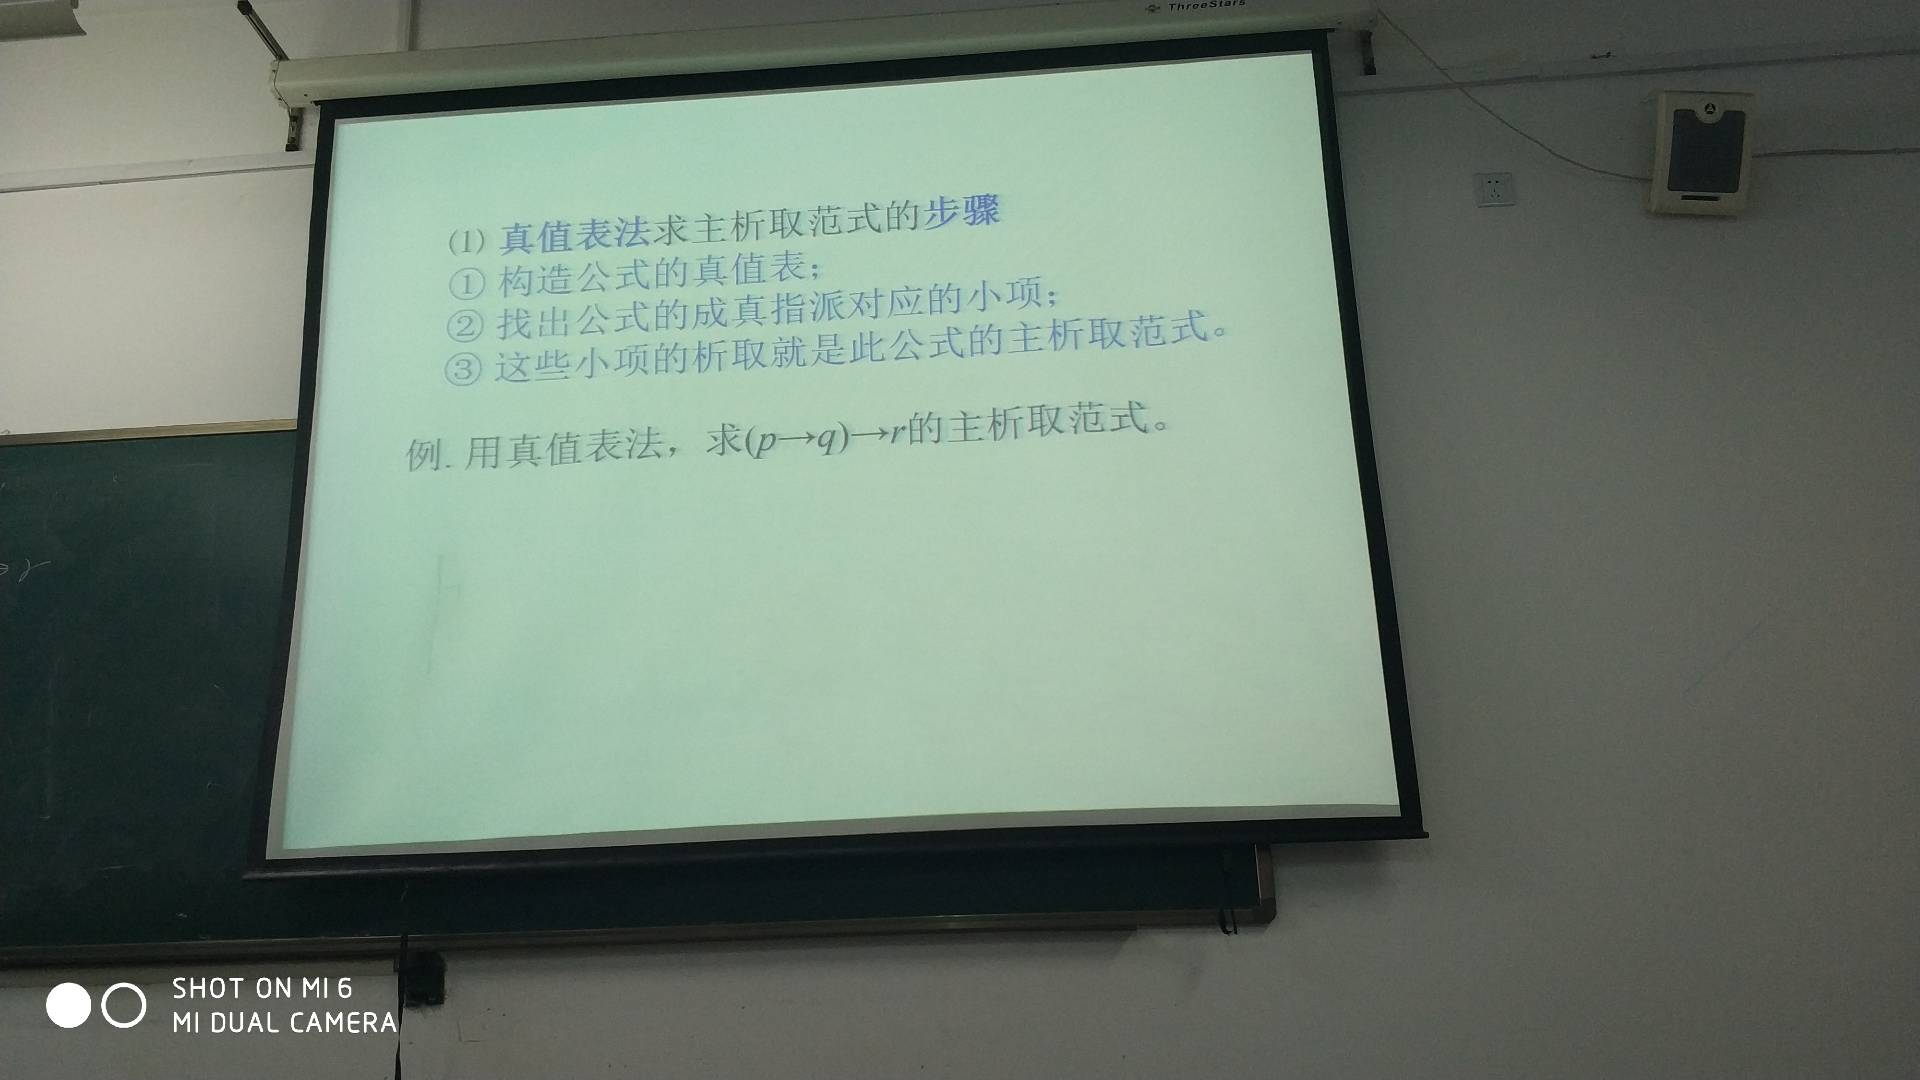 ThreeStars
⑴ 真值表法求主析取范式的步骤
① 构造公式的真值表；
② 找出公式的成真指派对应的小项；
③ 这些小项的析取就是此公式的主析取范式。
例. 用真值表法，求(p→q)→r的主析取范式。
SHOT ON MI 6
MI DUAL CAMERA